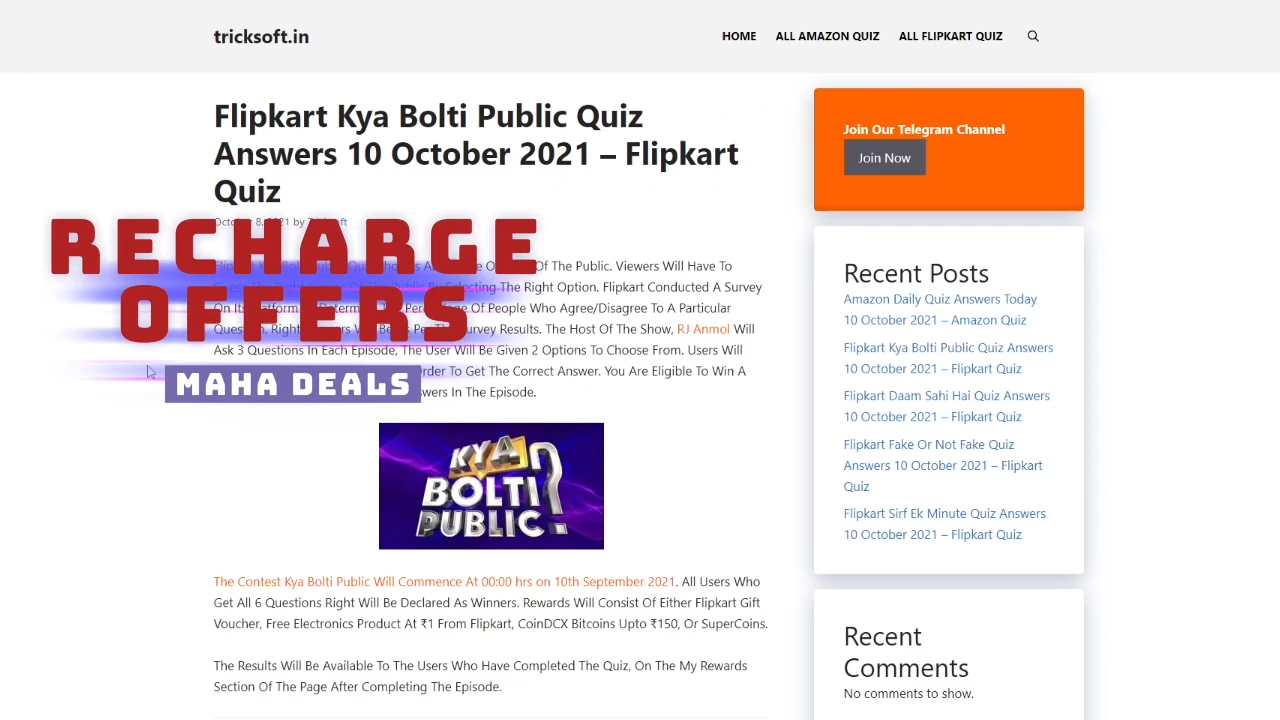 tricksoft.in
HOME ALL AMAZON QUIZ ALL FLIPKART QUIZ
Flipkart Kya Bolti Public Quiz
Answers 10 October 2021 – Flipkart
Quiz
RECHARGE
OFFERS
MAHA DEALS
Of The Public. Viewers Will Have To
Selecting The Right Option. Flipkart Conducted A Survey
Of People Who Agree/Disagree To A Particular
Survey Results. The Host Of The Show, RJ Anmol Will
Ask 3 Questions In Each Episode, The User Will Be Given 2 Options To Choose From. Users Will
To Get The Correct Answer. You Are Eligible To Win A
In The Episode.
KYA
BOLTI
PUBLIC?
The Contest Kya Bolti Public Will Commence At 00:00 hrs on 10th September 2021. All Users Who
Get All 6 Questions Right Will Be Declared As Winners. Rewards Will Consist Of Either Flipkart Gift
Voucher, Free Electronics Product At ₹1 From Flipkart, CoinDCX Bitcoins Upto ₹150, Or SuperCoins.
The Results Will Be Available To The Users Who Have Completed The Quiz, On The My Rewards
Section Of The Page After Completing The Episode.
Join Our Telegram Channel
Join Now
Recent Posts
Amazon Daily Quiz Answers Today
10 October 2021 – Amazon Quiz
Flipkart Kya Bolti Public Quiz Answers
10 October 2021 – Flipkart Quiz
Flipkart Daam Sahi Hai Quiz Answers
10 October 2021 – Flipkart Quiz
Flipkart Fake Or Not Fake Quiz
Answers 10 October 2021 – Flipkart
Quiz
Flipkart Sirf Ek Minute Quiz Answers
10 October 2021 – Flipkart Quiz
Recent
Comments
No comments to show.